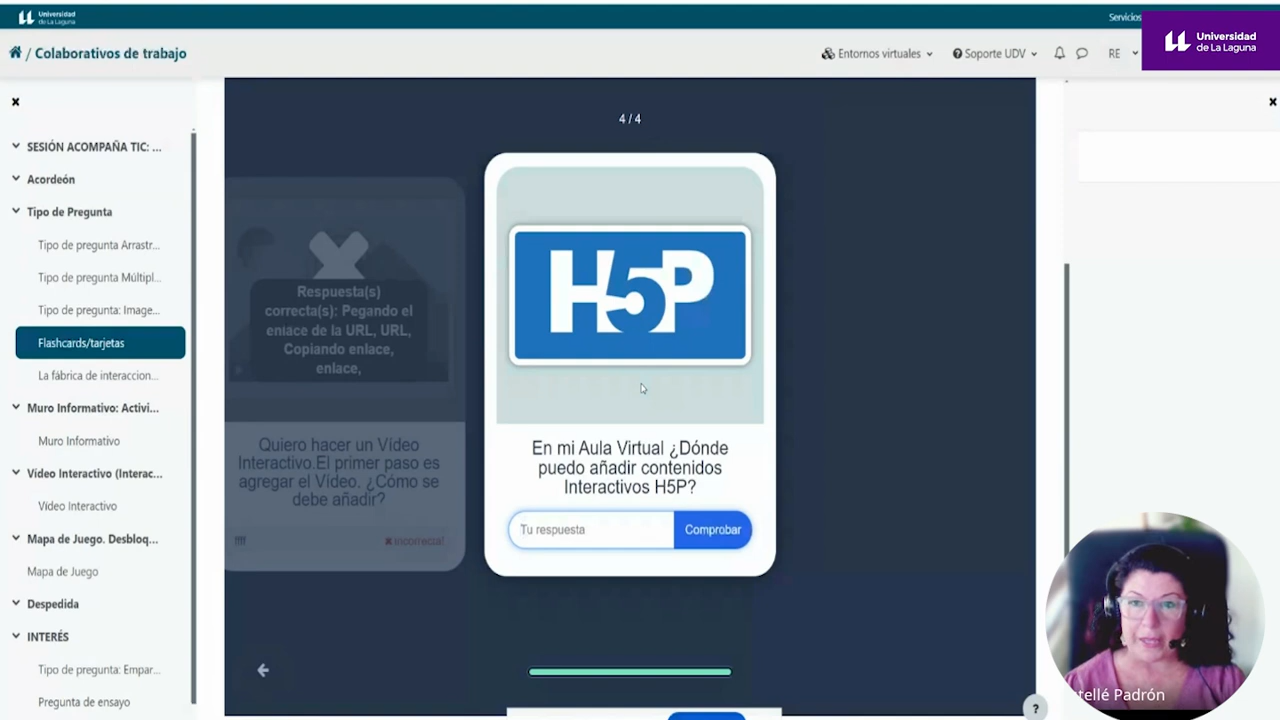 Universidad
de La Laguna
Servicios
Universidad
de La Laguna
/ Colaborativos de trabajo
Entornos virtuales
Soporte UDV
RE
SESIÓN ACOMPAÑA TIC: ...
Acordeón
Tipo de Pregunta
Tipo de pregunta Arrastr...
Tipo de pregunta Múltipl...
Tipo de pregunta: Image...
Flashcards/tarjetas
La fábrica de interaccion...
Muro Informativo: Activi...
Muro Informativo
Vídeo Interactivo (Interac...
Vídeo Interactivo
Mapa de Juego. Desbloq...
Mapa de Juego
Despedida
INTERÉS
Tipo de pregunta: Empar...
Pregunta de ensayo
4 / 4
Respuesta(s)
correcta(s): Pegando el
enlace de la URL, URL,
Copiando enlace,
enlace,
Quiero hacer un Vídeo
Interactivo.El primer paso es
agregar el Vídeo. ¿Cómo se
debe añadir?
!!!!
Incorrecta!
H5P
En mi Aula Virtual ¿Dónde
puedo añadir contenidos
Interactivos H5P?
Tu respuesta
Comprobar
?
Padrón